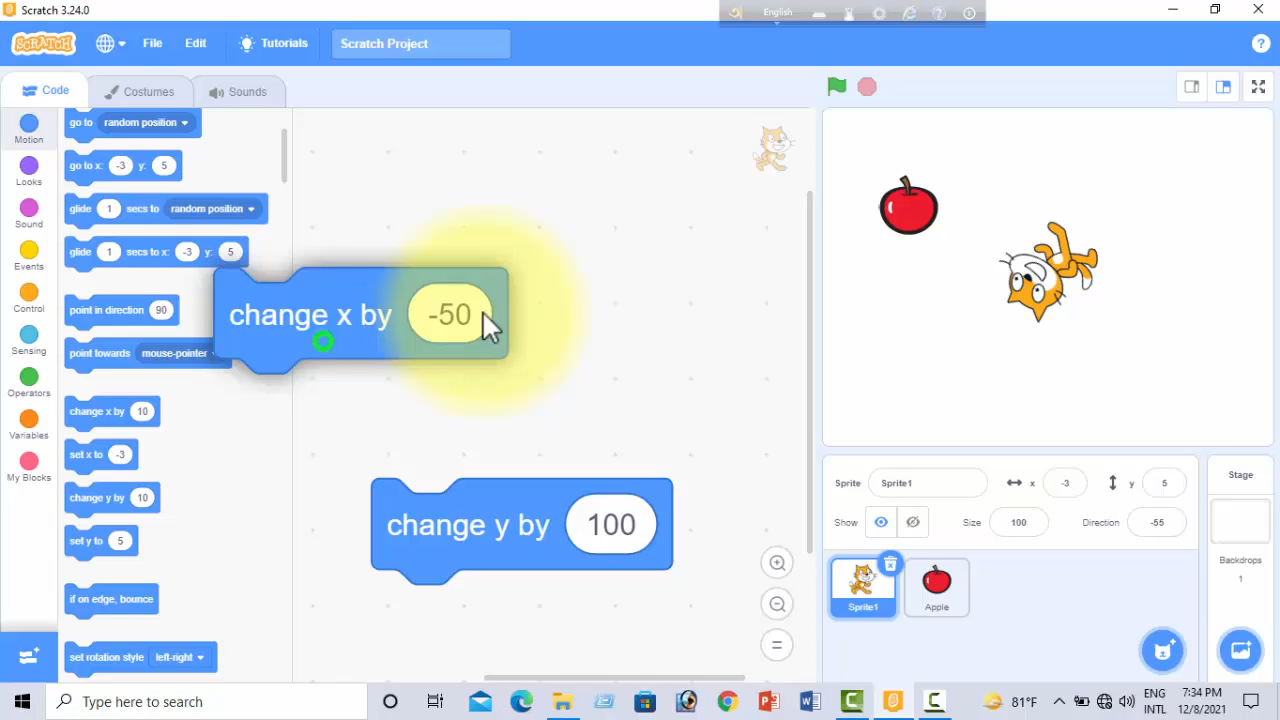 Scratch 3.24.0
English
SCRATCH
File
Edit
Tutorials
Scratch Project
?
Code
Costumes
Sounds
Motion
Looks
Sound
Events
Control
Sensing
Operators
Variables
My Blocks
go to random position
go to x: -3 y: 5
glide 1 secs to random position
glide 1 secs to x: -3 y: 5
point in direction 90
point towards mouse-pointer
change x by 10
set x to -3
change y by 10
set y to 5
if on edge, bounce
set rotation style left-right
change x by -50
change y by 100
Sprite Sprite1 x -3 y 5
Show Size 100 Direction -55
Sprite1
Apple
Stage
Backdrops
1
Type here to search
81°F
ENG
INTL
7:34 PM
12/8/2021